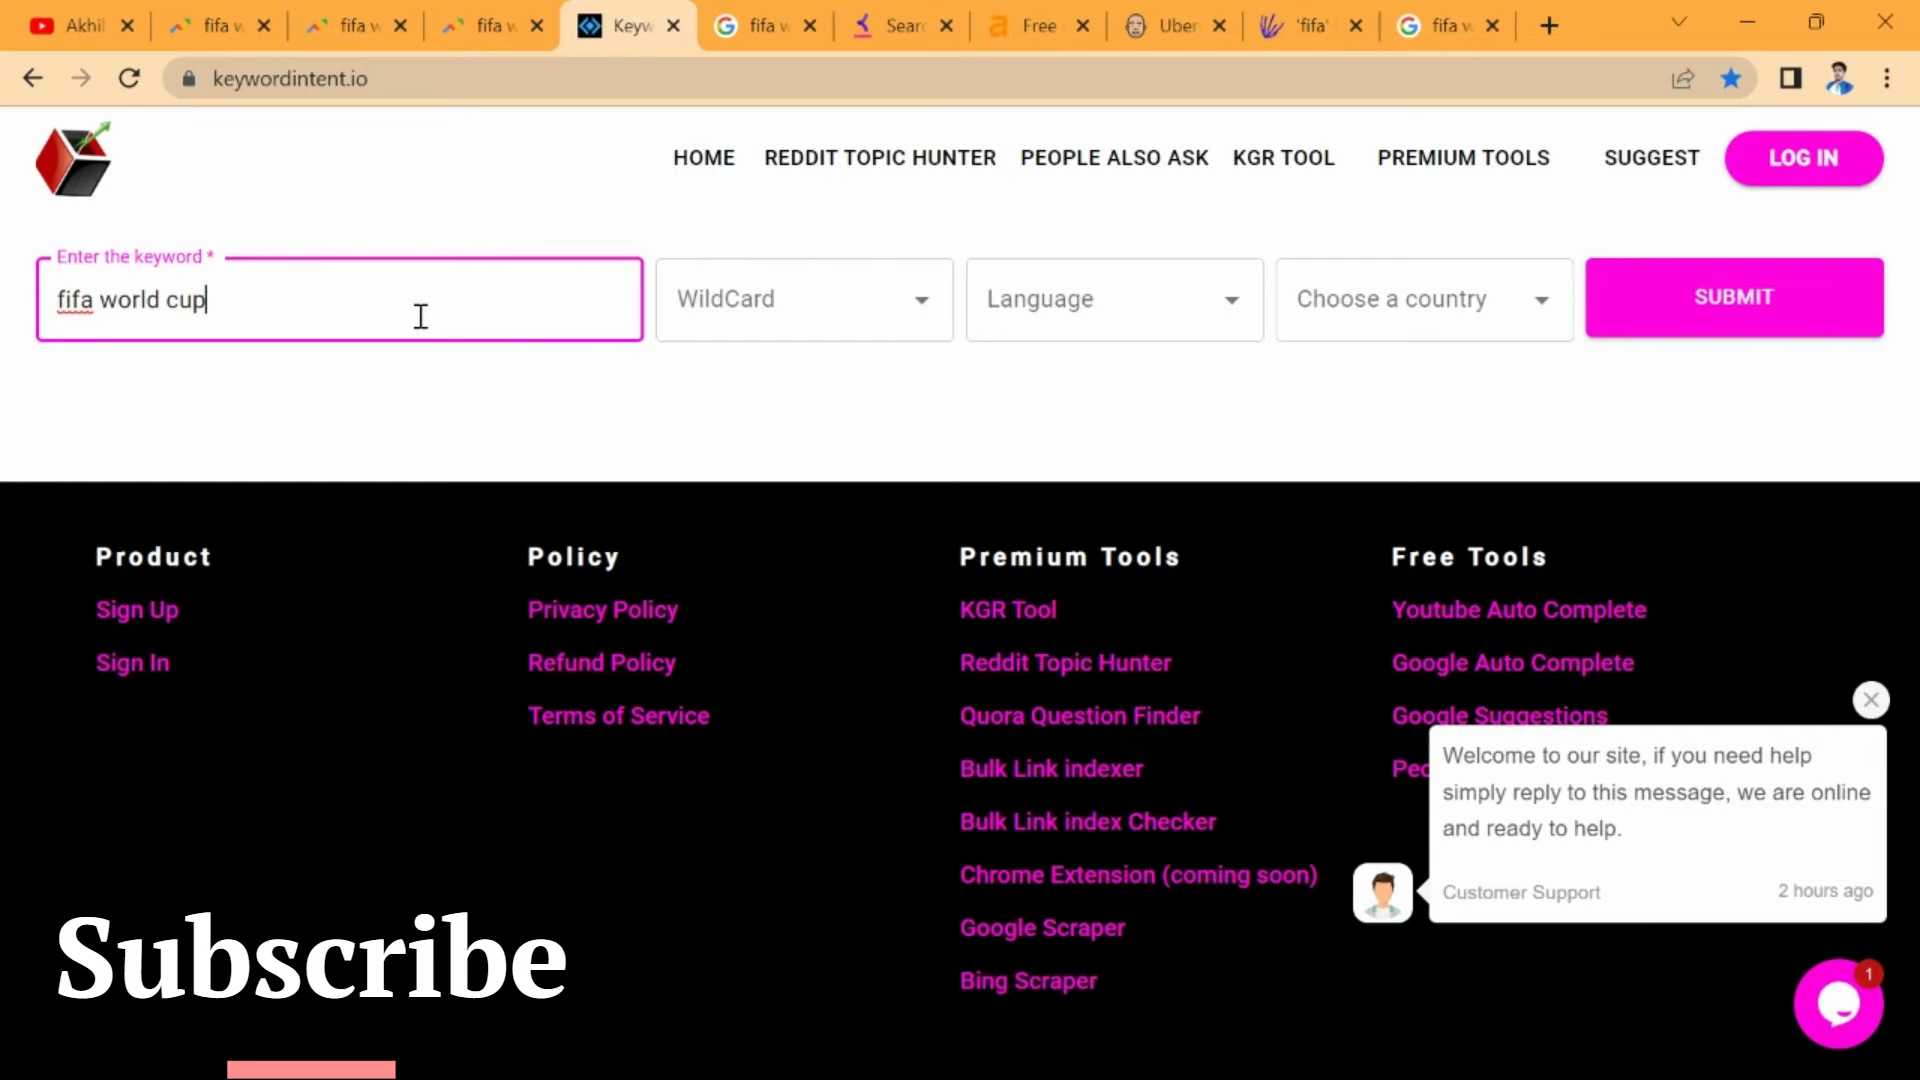 Akhil
fifa w
fifa w
fifa w
Keyw
fifa w
Sear
Free
Uber
'fifa'
fifa w
keywordintent.io
HOME
REDDIT TOPIC HUNTER
PEOPLE ALSO ASK
KGR TOOL
PREMIUM TOOLS
SUGGEST
LOG IN
Enter the keyword *
fifa world cup
WildCard
Language
Choose a country
SUBMIT
Product
Sign Up
Sign In
Policy
Privacy Policy
Refund Policy
Terms of Service
Premium Tools
KGR Tool
Reddit Topic Hunter
Quora Question Finder
Bulk Link indexer
Bulk Link index Checker
Chrome Extension (coming soon)
Google Scraper
Bing Scraper
Free Tools
Youtube Auto Complete
Google Auto Complete
Google Suggestions
Welcome to our site, if you need help
simply reply to this message, we are online
and ready to help.
Customer Support
2 hours ago
1
Subscribe